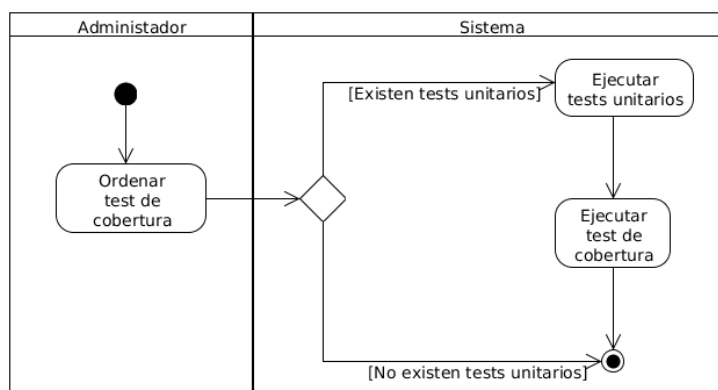 Administador
Sistema
[Existen tests unitarios]
Ejecutar
tests unitarios
Ordenar
test de
cobertura
Ejecutar
test de
cobertura
[No existen tests unitarios]